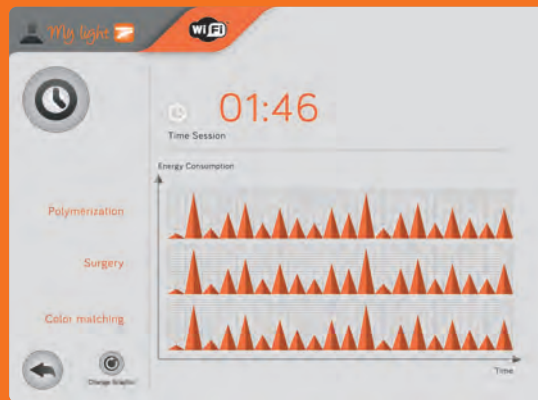 My light
WiFi
01:46
Time Session
Energy Consumption
Polymerization
Surgery
Color matching
Change Graphic
Time